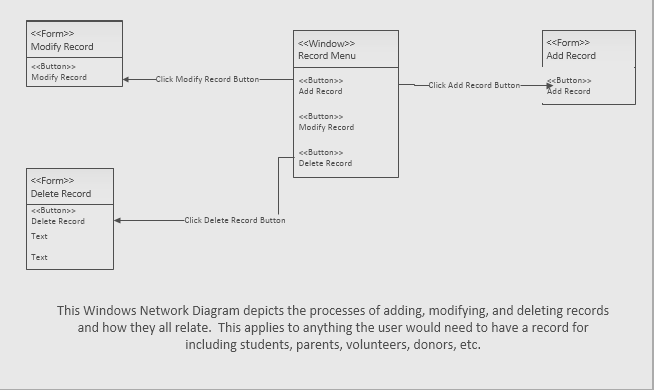 <<Form>>
Modify Record
<<Button>>
Modify Record
Click Modify Record Button
<<Window>>
Record Menu
<<Button>>
Add Record
<<Button>>
Modify Record
<<Button>>
Delete Record
Click Add Record Button
<<Form>>
Add Record
<<Button>>
Add Record
<<Form>>
Delete Record
<<Button>>
Delete Record
Text
Text
Click Delete Record Button
This Windows Network Diagram depicts the processes of adding, modifying, and deleting records
and how they all relate. This applies to anything the user would need to have a record for
including students, parents, volunteers, donors, etc.